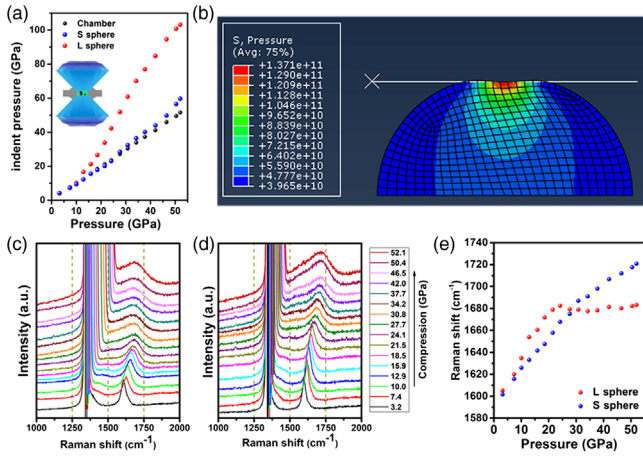 (a)
Chamber
S sphere
L sphere
indent pressure (GPa)
100
80
60
40
20
0
0 10 20 30 40 50
Pressure (GPa)
(b)
S, Pressure
(Avg: 75%)
+1.371e+11
+1.290e+11
+1.209e+11
+1.128e+11
+1.046e+11
+9.652e+10
+8.839e+10
+8.027e+10
+7.215e+10
+6.402e+10
+5.590e+10
+4.777e+10
+3.965e+10
(c)
Intensity (a.u.)
1000 1250 1500 1750 2000
Raman shift (cm-1)
(d)
Intensity (a.u.)
1000 1250 1500 1750 2000
Raman shift (cm-1)
52.1
50.4
46.5
42.0
37.7
34.2
30.8
27.7
24.1
21.5
18.5
15.9
12.9
10.0
7.4
3.2
Compression (GPa)
(e)
Raman shift (cm-1)
1740
1720
1700
1680
1660
1640
1620
1600
1580
0 10 20 30 40 50
Pressure (GPa)
L sphere
S sphere